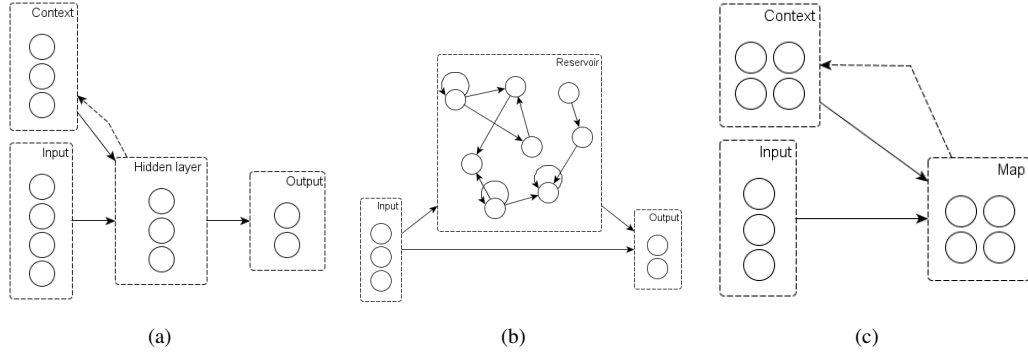 Context
Input
Hidden layer
Output
(a)
Reservoir
Input
Output
(b)
Context
Input
Map
(c)